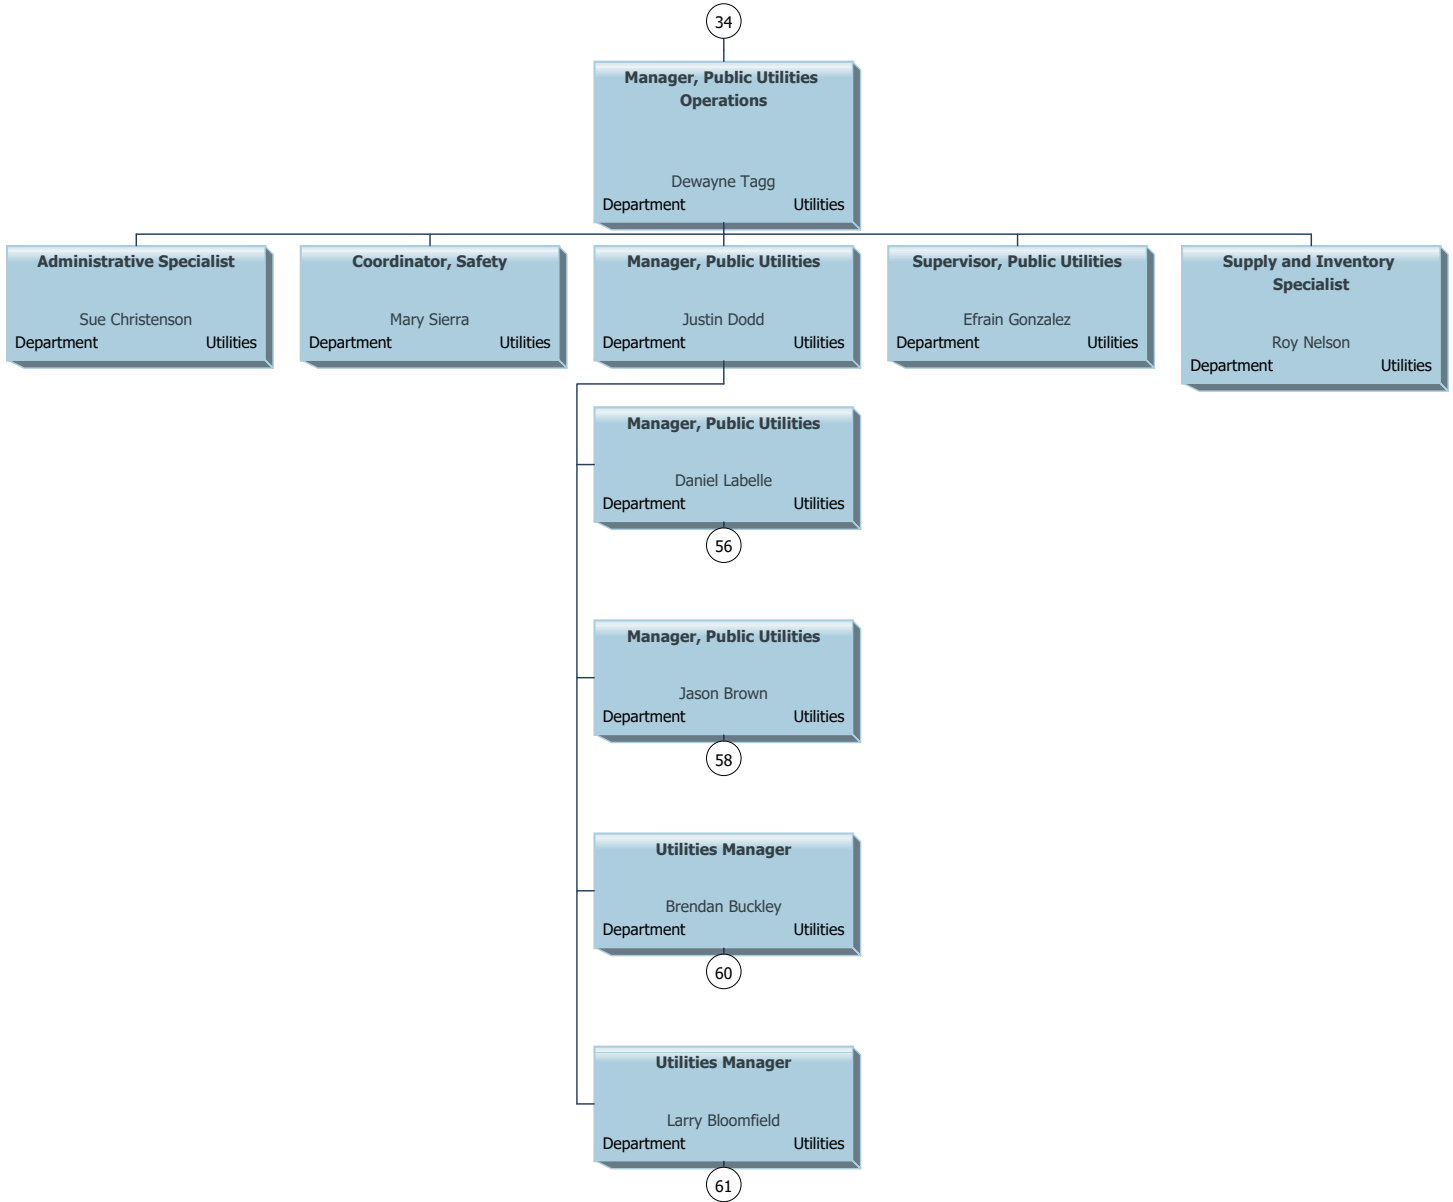 34
Manager, Public Utilities
Operations
Dewayne Tagg
Department Utilities
Administrative Specialist
Sue Christenson
Department Utilities
Coordinator, Safety
Mary Sierra
Department Utilities
Manager, Public Utilities
Justin Dodd
Department Utilities
Supervisor, Public Utilities
Efrain Gonzalez
Department Utilities
Supply and Inventory
Specialist
Roy Nelson
Department Utilities
Manager, Public Utilities
Daniel Labelle
Department Utilities
56
Manager, Public Utilities
Jason Brown
Department Utilities
58
Utilities Manager
Brendan Buckley
Department Utilities
60
Utilities Manager
Larry Bloomfield
Department Utilities
61